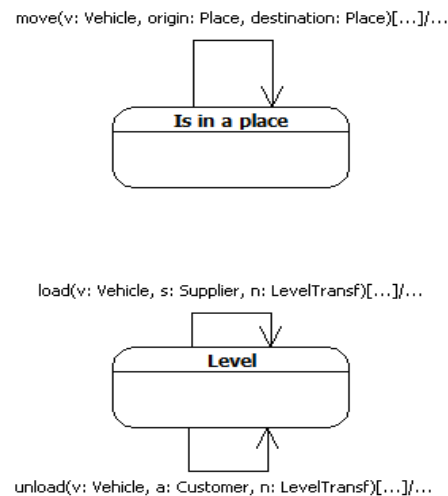 move(v: Vehicle, origin: Place, destination: Place)[...]/...
Is in a place
load(v: Vehicle, s: Supplier, n: LevelTransf)[...]/...
Level
unload(v: Vehicle, a: Customer, n: LevelTransf)[...]/...